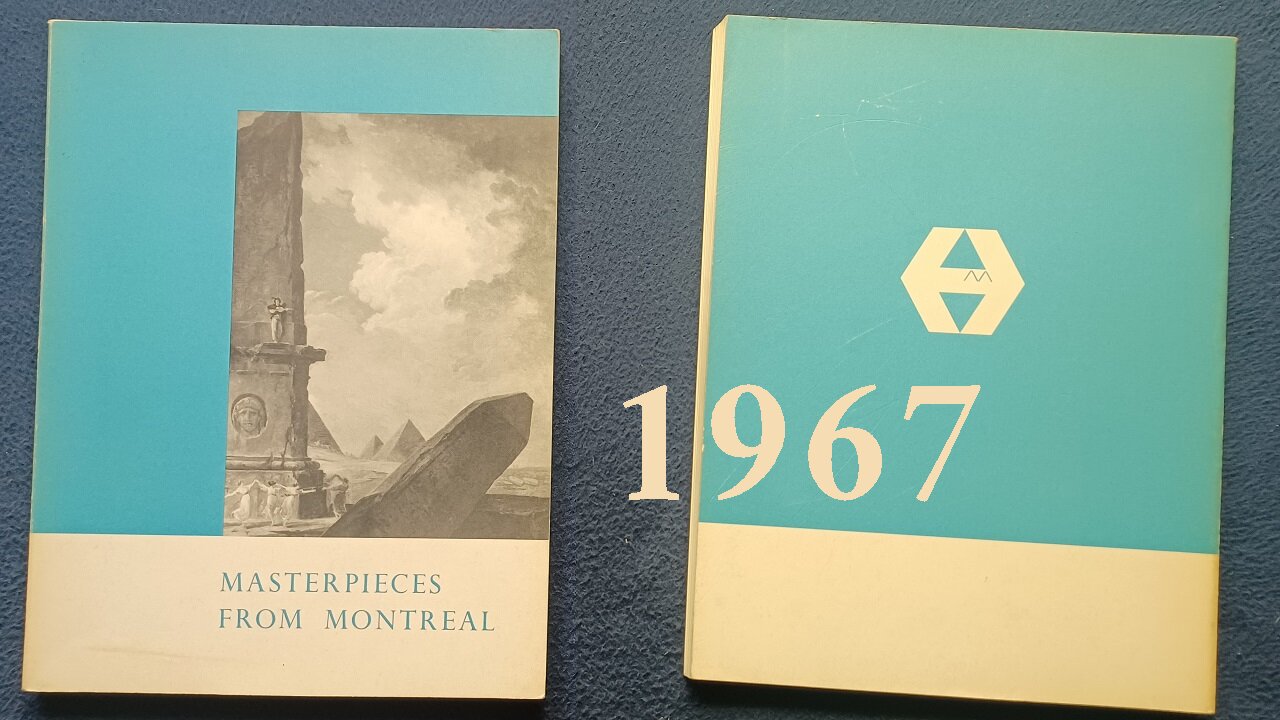 MASTERPIECES
FROM MONTREAL
1967